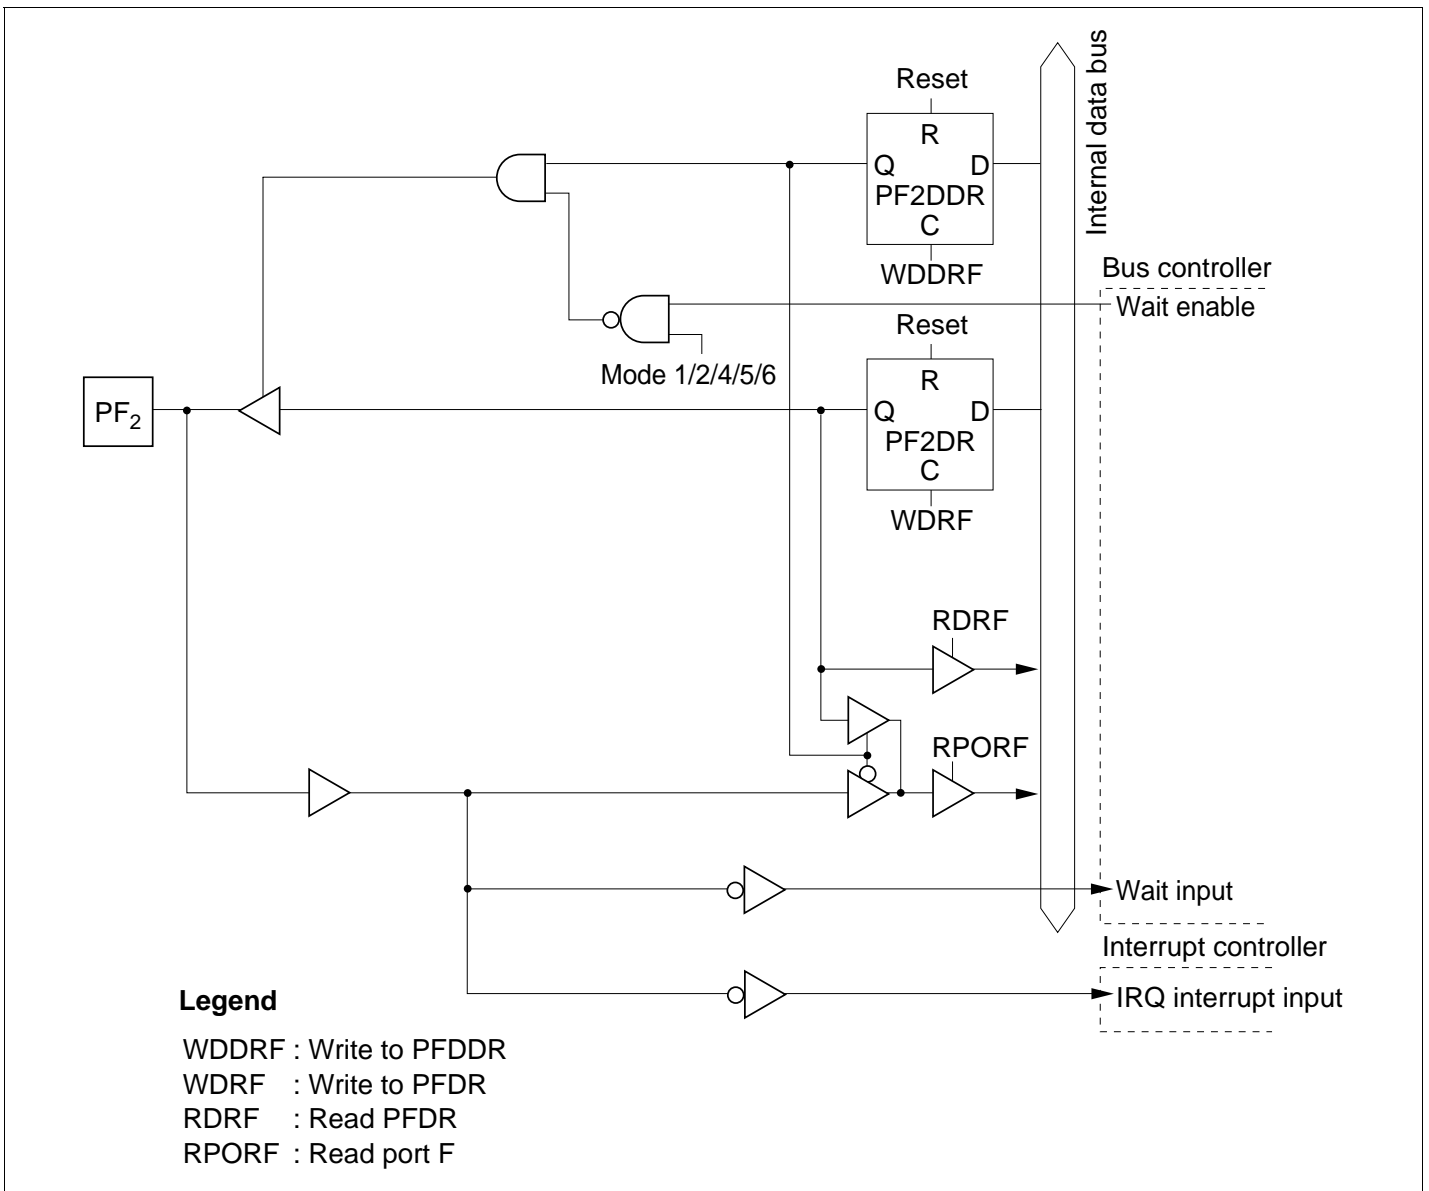 Reset
R
Q D
PF2DDR
C
WDDRF
Internal data bus
Bus controller
Wait enable
Mode 1/2/4/5/6
Reset
R
Q D
PF2DR
C
WDRF
PF2
RDRF
RPORF
Wait input
Interrupt controller
IRQ interrupt input
Legend
WDDRF : Write to PFDDR
WDRF : Write to PFDR
RDRF : Read PFDR
RPORF : Read port F